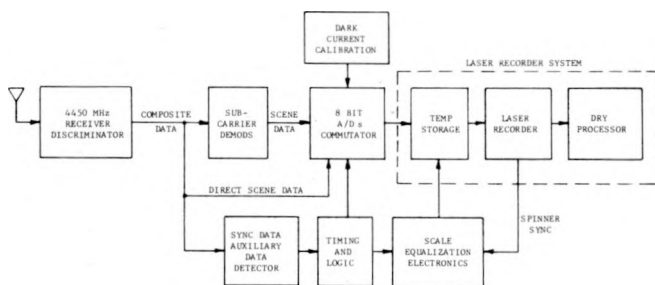 DARK
CURRENT
CALIBRATION
LASER RECORDER SYSTEM
4450 MHz
RECEIVER
DISCRIMINATOR
COMPOSITE
DATA
SUB-
CARRIER
DEMODS
SCENE
DATA
8 BIT
A/Ds
COMMUTATOR
TEMP
STORAGE
LASER
RECORDER
DRY
PROCESSOR
DIRECT SCENE DATA
SPINNER
SYNC
SYNC DATA
AUXILIARY
DATA
DETECTOR
TIMING
AND
LOGIC
SCALE
EQUALIZATION
ELECTRONICS